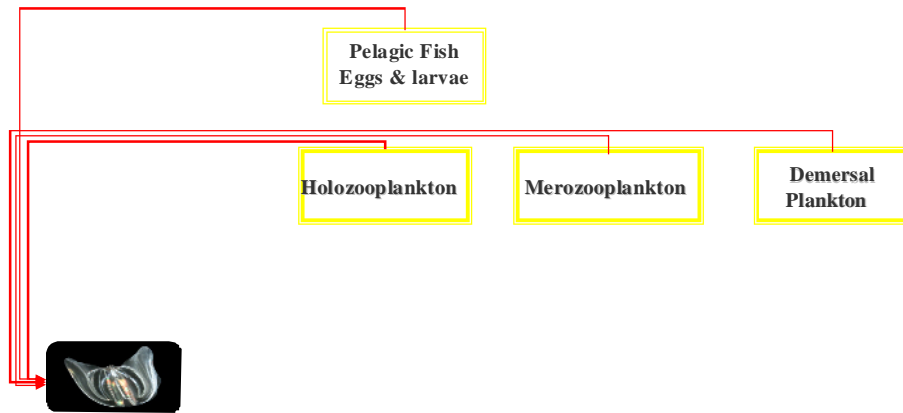 Pelagic Fish
Eggs & larvae
Holozooplankton
Merozooplankton
Demersal
Plankton